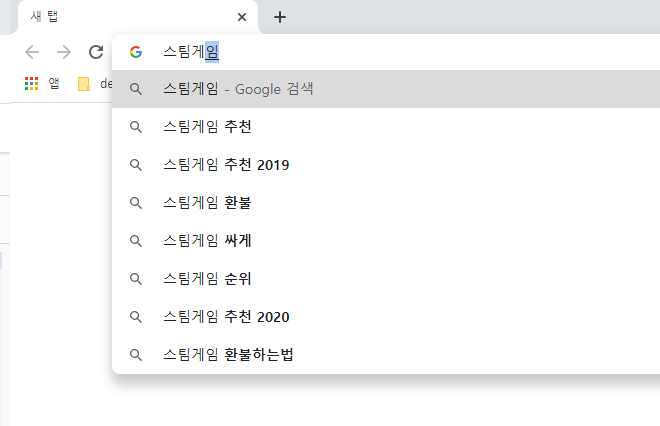 새 탭
스팀게임
앱 de
스팀게임 - Google 검색
스팀게임 추천
스팀게임 추천 2019
스팀게임 환불
스팀게임 싸게
스팀게임 순위
스팀게임 추천 2020
스팀게임 환불하는법